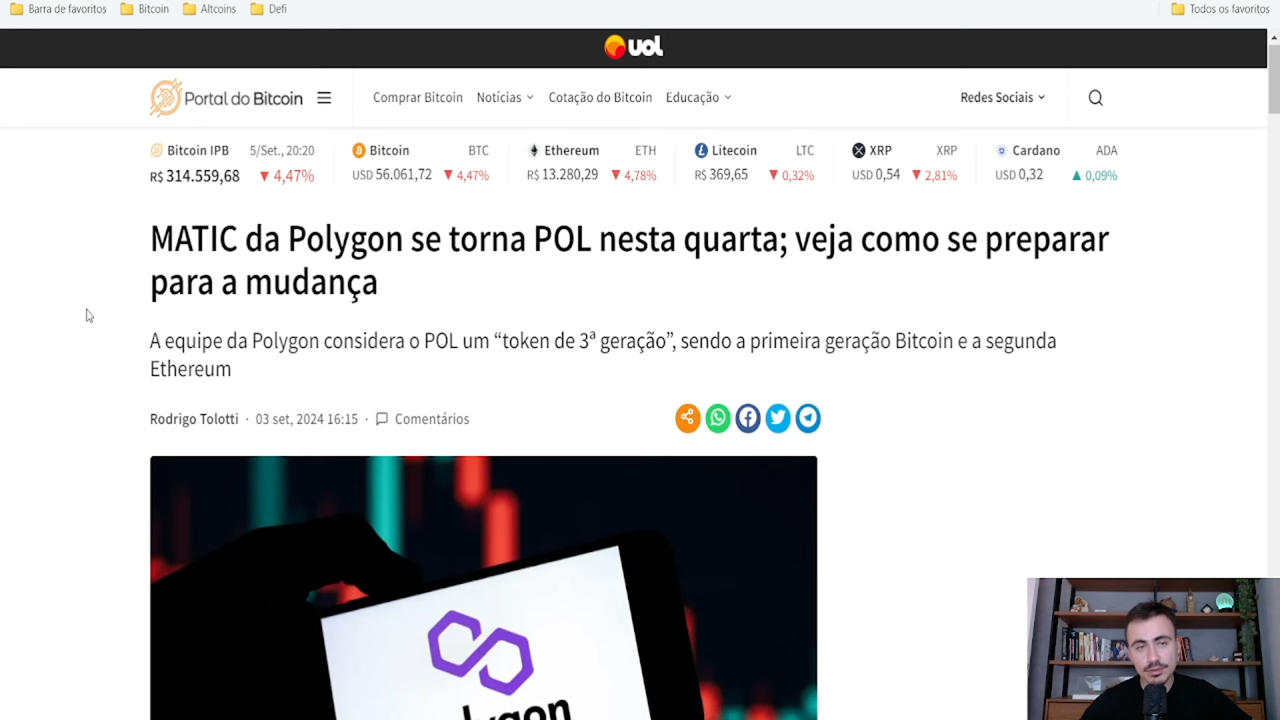 Barra de favoritos Bitcoin Altcoins Defi Todos os favoritos
uol
Portal do Bitcoin Comprar Bitcoin Notícias Cotação do Bitcoin Educação Redes Sociais
Bitcoin IPB 5/Set., 20:20 Bitcoin BTC Ethereum ETH Litecoin LTC XRP XRP Cardano ADA
R$ 314.559,68 ▼ 4,47% USD 56.061,72 ▼ 4,47% R$ 13.280,29 ▼ 4,78% R$ 369,65 ▼ 0,32% USD 0,54 ▼ 2,81% USD 0,32 ▲ 0,09%
MATIC da Polygon se torna POL nesta quarta; veja como se preparar
para a mudança
A equipe da Polygon considera o POL um “token de 3ª geração”, sendo a primeira geração Bitcoin e a segunda
Ethereum
Rodrigo Tolotti · 03 set, 2024 16:15 · Comentários